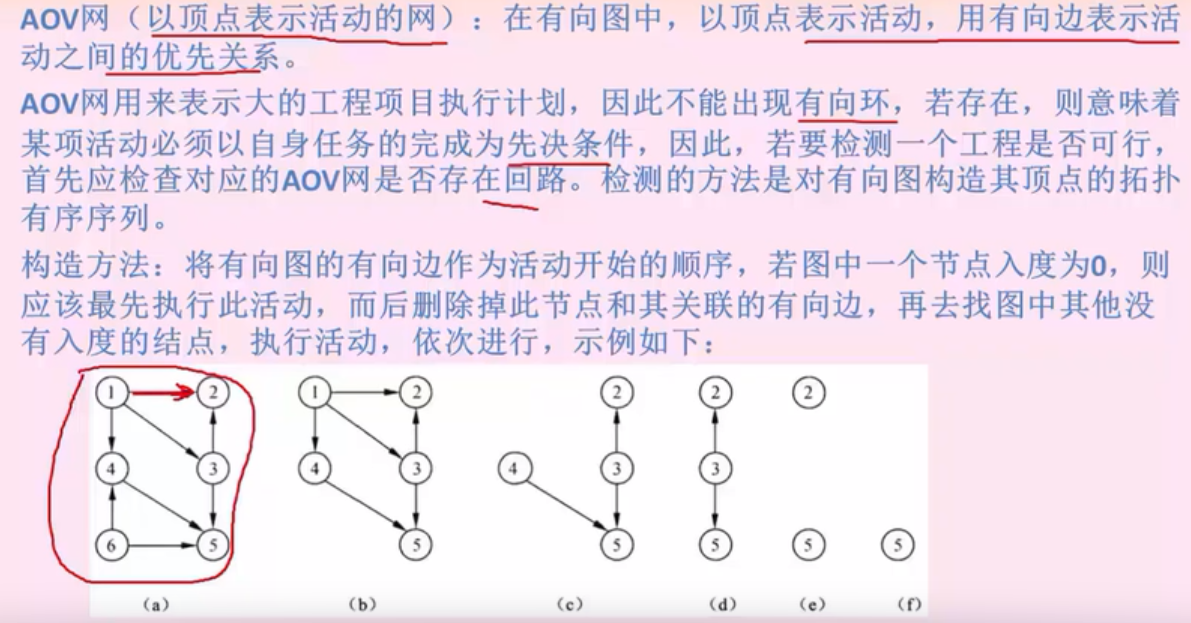 AOV网（以顶点表示活动的网）：在有向图中，以顶点表示活动，用有向边表示活
动之间的优先关系。
AOV网用来表示大的工程项目执行计划，因此不能出现有向环，若存在，则意味着
某项活动必须以自身任务的完成为先决条件，因此，若要检测一个工程是否可行，
首先应检查对应的AOV网是否存在回路。检测的方法是对有向图构造其顶点的拓扑
有序序列。
构造方法：将有向图的有向边作为活动开始的顺序，若图中一个节点入度为0，则
应该最先执行此活动，而后删除掉此节点和其关联的有向边，再去找图中其他没
有入度的结点，执行活动，依次进行，示例如下：
1 2 1 2 2 2 2
4 3 4 3 4 3 3
6 5 5 5 5 5 5
（a） （b） （c） （d） （e） （f）